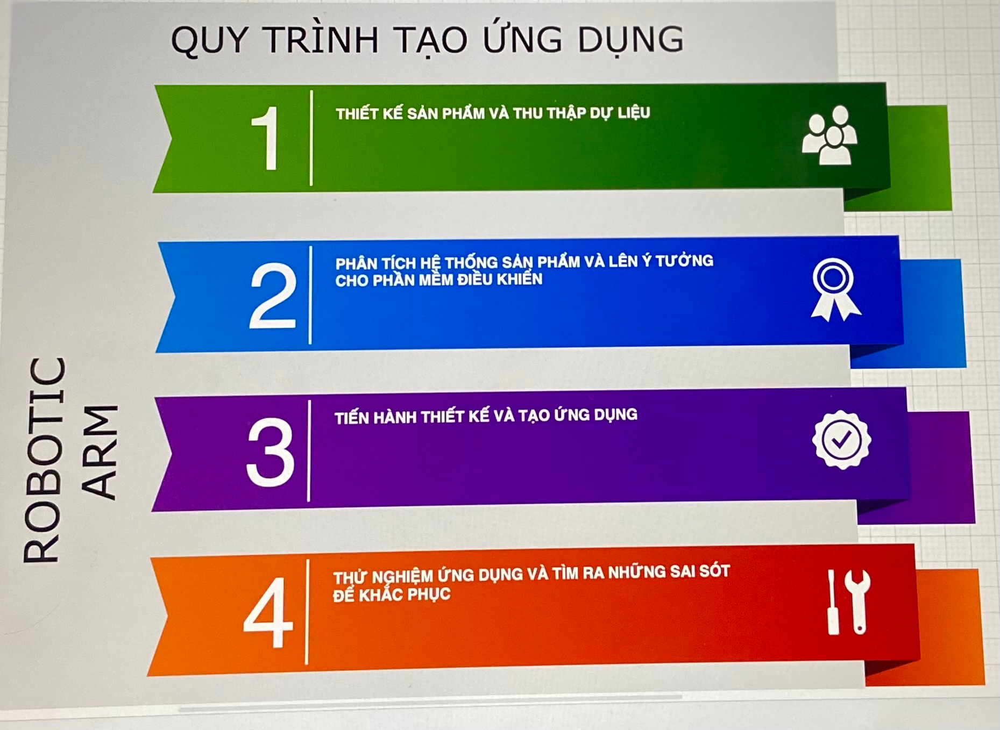 QUY TRÌNH TẠO ỨNG DỤNG
1
THIẾT KẾ SẢN PHẨM VÀ THU THẬP DỰ LIỆU
2
PHÂN TÍCH HỆ THỐNG SẢN PHẨM VÀ LÊN Ý TƯỞNG
CHO PHẦN MỀM ĐIỀU KHIỂN
3
TIẾN HÀNH THIẾT KẾ VÀ TẠO ỨNG DỤNG
4
THỬ NGHIỆM ỨNG DỤNG VÀ TÌM RA NHỮNG SAI SÓT
ĐỂ KHẮC PHỤC
ROBOTIC
ARM